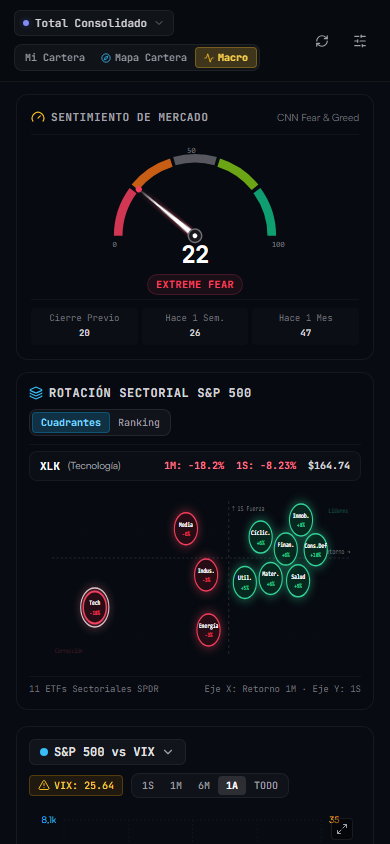 Total Consolidado
Mi Cartera
Mapa Cartera
Macro
SENTIMIENTO DE MERCADO
CNN Fear & Greed
50
0
100
22
EXTREME FEAR
Cierre Previo
Hace 1 Sem.
Hace 1 Mes
20
26
47
ROTACIÓN SECTORIAL S&P 500
Cuadrantes
Ranking
XLK (Tecnología) 1M: -18.2% 1S: -8.23% $164.74
↑ 1S Fuerza
Inmob.
Media
Cíclic.
Finan.
Cons.Def
Indus.
Util.
Mater.
Salud
Tech
Energía
11 ETFs Sectoriales SPDR
Eje X: Retorno 1M · Eje Y: 1S
S&P 500 vs VIX
VIX: 25.64
1S
1M
6M
1A
TODO
8.1k
35